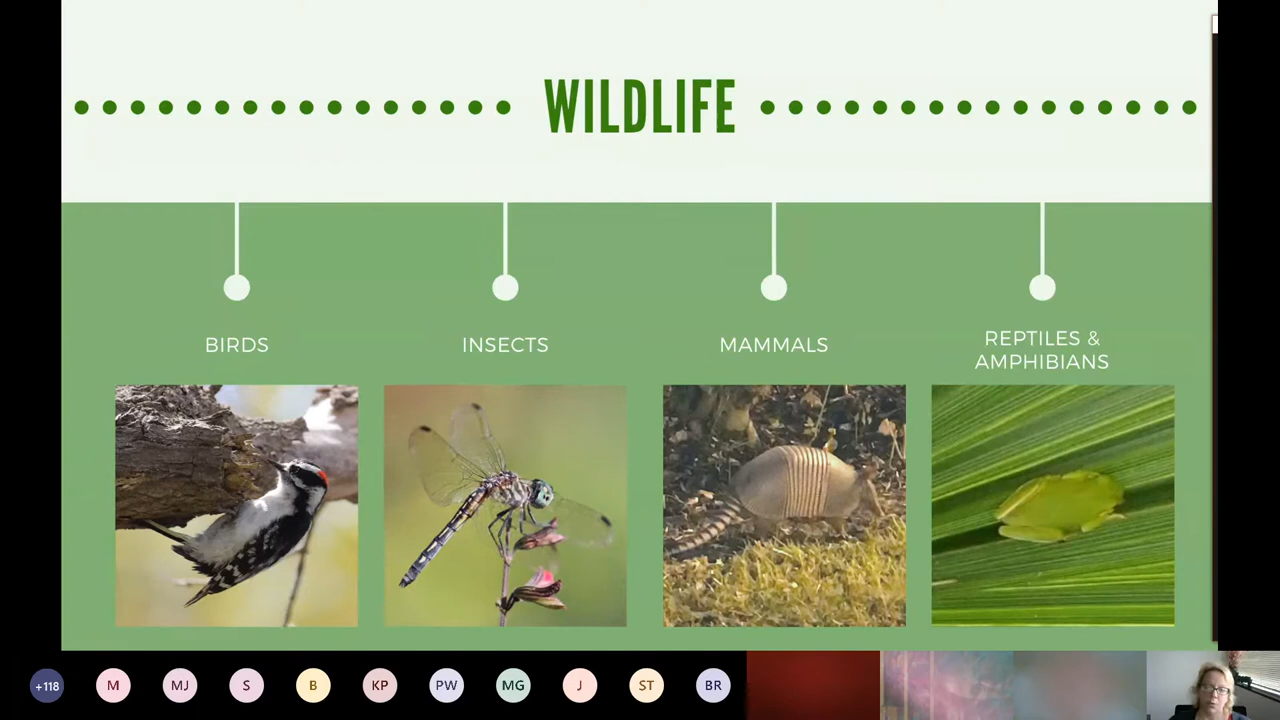 WILDLIFE
BIRDS
INSECTS
MAMMALS
REPTILES &
AMPHIBIANS
+118
M
MJ
S
B
KP
PW
MG
J
ST
BR